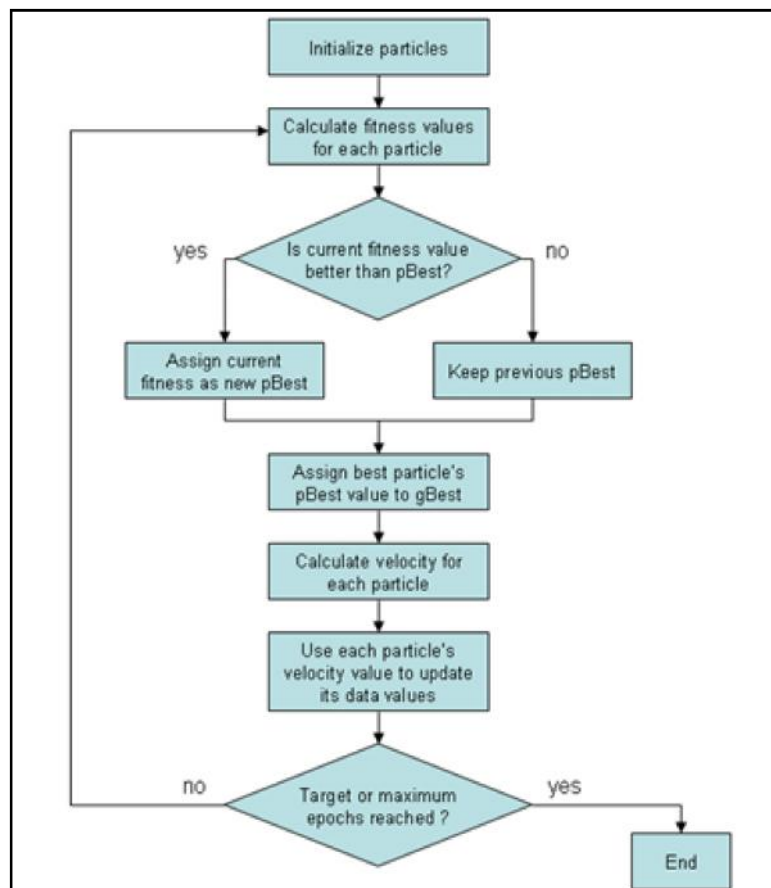 Initialize particles
Calculate fitness values
for each particle
yes
Is current fitness value
better than pBest?
no
Assign current
fitness as new pBest
Keep previous pBest
Assign best particle's
pBest value to gBest
Calculate velocity for
each particle
Use each particle's
velocity value to update
its data values
no
Target or maximum
epochs reached ?
yes
End